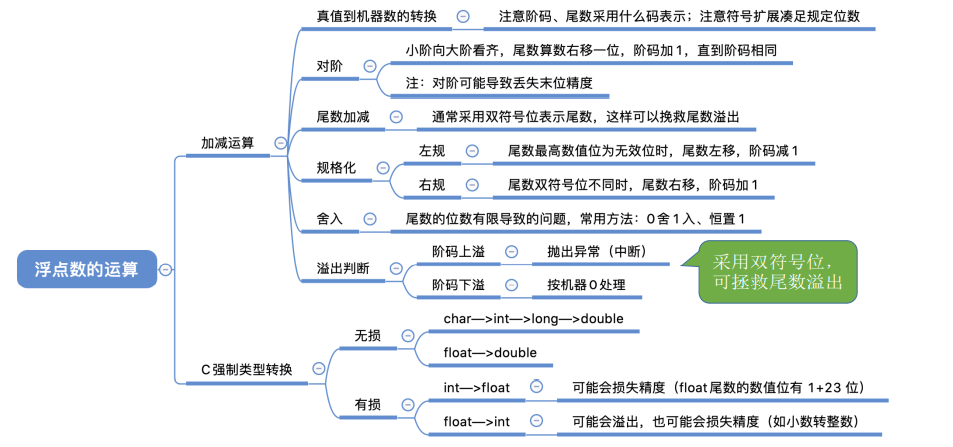 真值到机器数的转换
注意阶码、尾数采用什么码表示；注意符号扩展凑足规定位数
对阶
小阶向大阶看齐，尾数算数右移一位，阶码加1，直到阶码相同
注：对阶可能导致丢失末位精度
尾数加减
通常采用双符号位表示尾数，这样可以挽救尾数溢出
加减运算
规格化
左规
尾数最高数值位为无效位时，尾数左移，阶码减1
右规
尾数双符号位不同时，尾数右移，阶码加1
舍入
尾数的位数有限导致的问题，常用方法：0舍1入、恒置1
溢出判断
阶码上溢
抛出异常（中断）
阶码下溢
按机器0处理
采用双符号位，
可拯救尾数溢出
浮点数的运算
C强制类型转换
无损
char—>int—>long—>double
float—>double
有损
int—>float
可能会损失精度（float尾数的数值位有 1+23 位）
float—>int
可能会溢出，也可能会损失精度（如小数转整数）